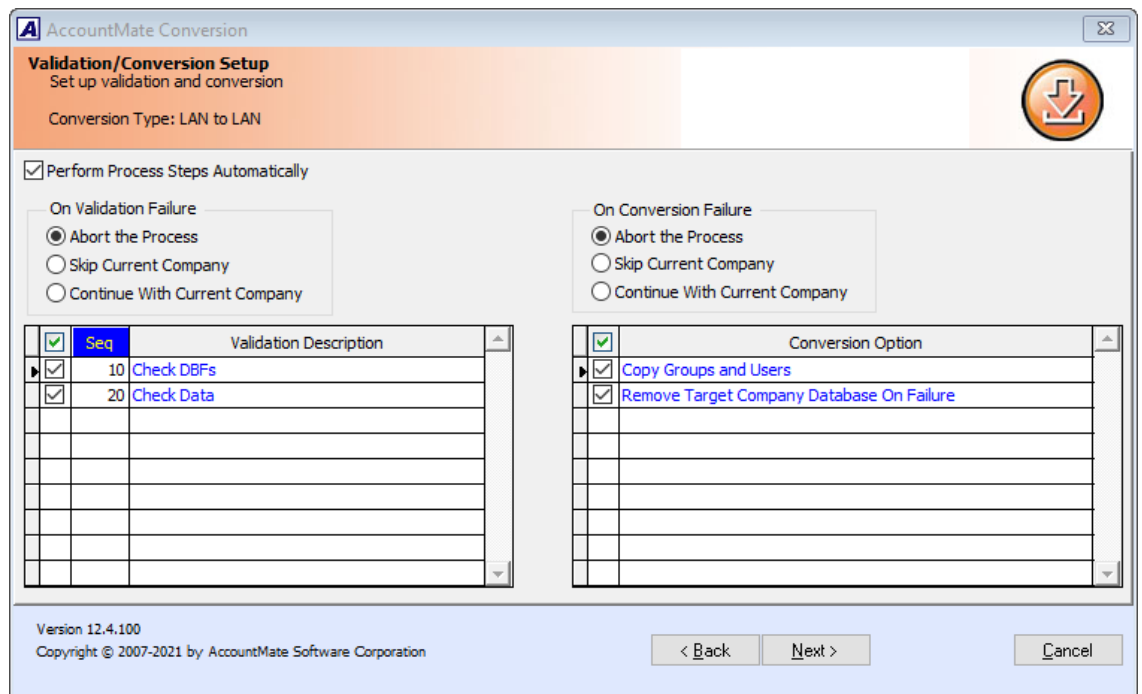 AccountMate Conversion
Validation/Conversion Setup
Set up validation and conversion
Conversion Type: LAN to LAN
Perform Process Steps Automatically
On Validation Failure
Abort the Process
Skip Current Company
Continue With Current Company
On Conversion Failure
Abort the Process
Skip Current Company
Continue With Current Company
Seq Validation Description
10 Check DBFs
20 Check Data
Conversion Option
Copy Groups and Users
Remove Target Company Database On Failure
Version 12.4.100
Copyright © 2007-2021 by AccountMate Software Corporation
< Back Next > Cancel